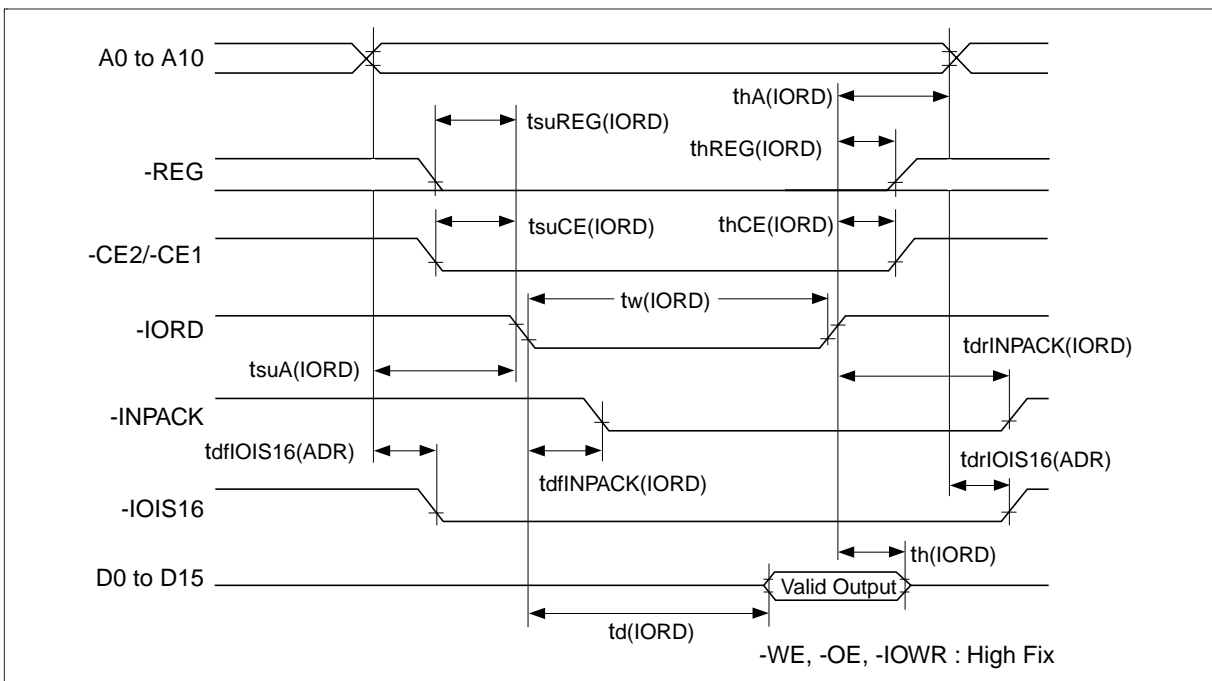 A0 to A10
thA(IORD)
tsuREG(IORD)
thREG(IORD)
-REG
tsuCE(IORD)
thCE(IORD)
-CE2/-CE1
tw(IORD)
-IORD
tdrINPACK(IORD)
tsuA(IORD)
-INPACK
tdfIOIS16(ADR)
tdrIOIS16(ADR)
tdfINPACK(IORD)
-IOIS16
th(IORD)
D0 to D15
Valid Output
td(IORD)
-WE, -OE, -IOWR : High Fix